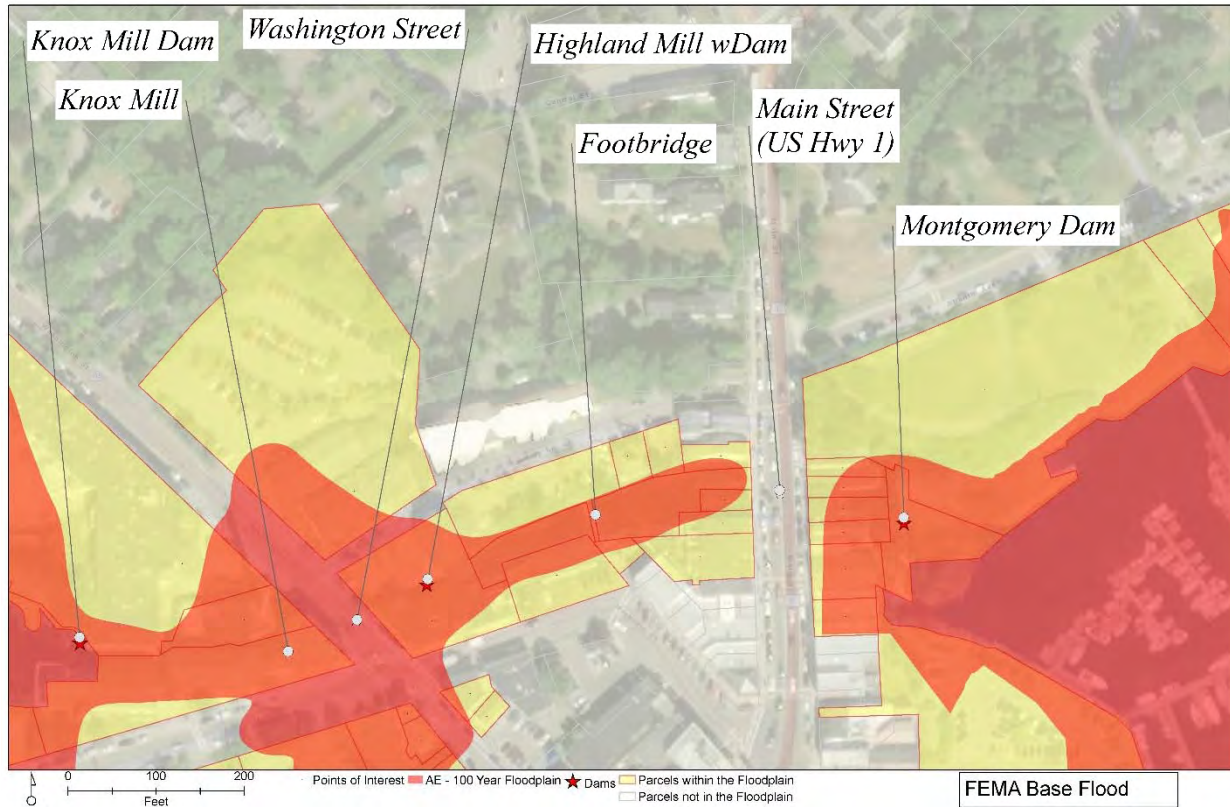 Knox Mill Dam
Washington Street
Highland Mill wDam
Knox Mill
Main Street
(US Hwy 1)
Footbridge
Montgomery Dam
0 100 200
Feet
Points of Interest
AE - 100 Year Floodplain
Dams
Parcels within the Floodplain
Parcels not in the Floodplain
FEMA Base Flood